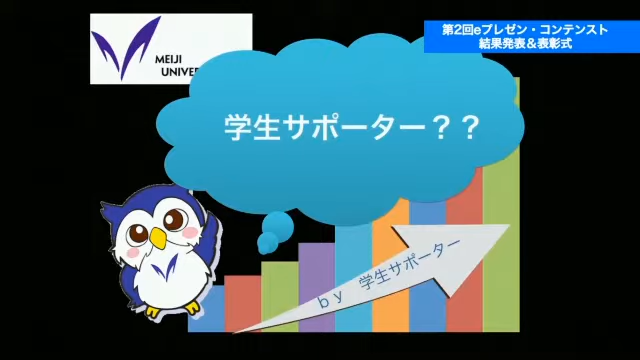 第2回eプレゼン・コンテンスト
結果発表＆表彰式
MEIJI
UNIVER
学生サポーター？？
by 学生サポーター